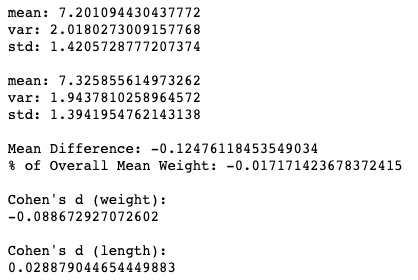 mean: 7.201094430437772
var: 2.0180273009157768
std: 1.4205728777207374
mean: 7.325855614973262
var: 1.9437810258964572
std: 1.3941954762143138
Mean Difference: -0.12476118453549034
% of Overall Mean Weight: -0.017171423678372415
Cohen's d (weight):
-0.088672927072602
Cohen's d (length):
0.028879044654449883